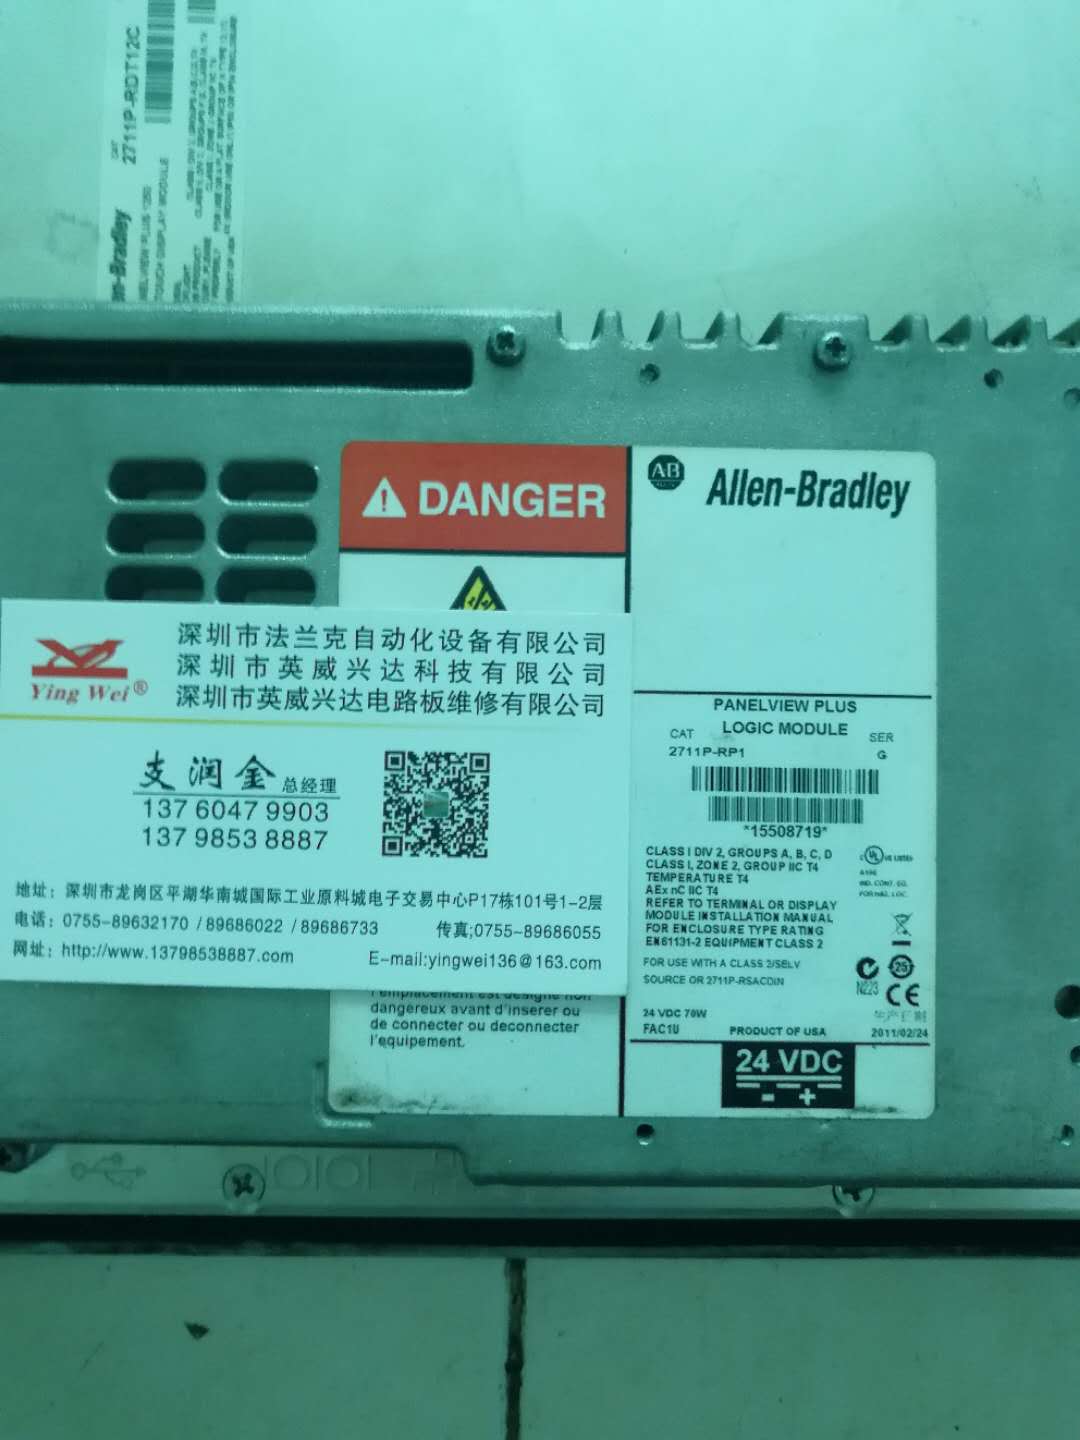 CAT
2711P-RDT12C
TOUCH DISPLAY MODULE
DANGER
AB
Allen-Bradley
PANELVIEW PLUS
LOGIC MODULE
CAT
SER
2711P-RP1
G
*15508719*
CLASS I DIV 2, GROUPS A, B, C, D
CLASS I, ZONE 2, GROUP IIC T4
TEMPERATURE T4
AEx nC IIC T4
REFER TO TERMINAL OR DISPLAY
MODULE INSTALLATION MANUAL
FOR ENCLOSURE TYPE RATING
EN61131-2 EQUIPMENT CLASS 2
FOR USE WITH A CLASS 2/SELV
SOURCE OR 2711P-RSACDIN
24 VDC 70W
FAC1U
PRODUCT OF USA
UL
N223
25
CE
2011/02/24
24 VDC
- +
深圳市法兰克自动化设备有限公司
深圳市英威兴达科技有限公司
深圳市英威兴达电路板维修有限公司
Ying Wei®
支润金 总经理
137 6047 9903
137 9853 8887
地址: 深圳市龙岗区平湖华南城国际工业原料城电子交易中心P17栋101号1-2层
电话: 0755-89632170 / 89686022 / 89686733 传真;0755-89686055
网址: http://www.13798538887.com E-mail:yingwei136@163.com
l'emplacement est designe non
dangereux avant d'inserer ou
de connecter ou deconnecter
l'equipement.